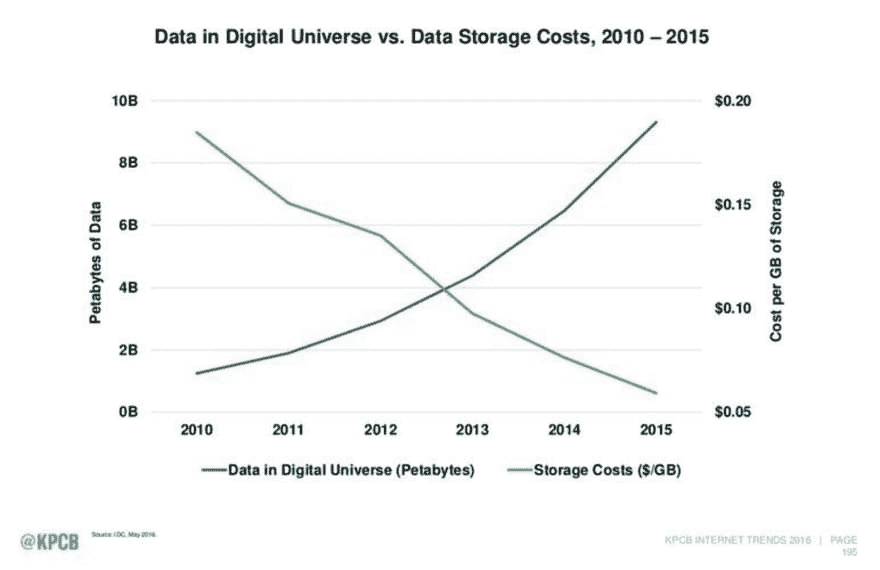 Data in Digital Universe vs. Data Storage Costs, 2010 – 2015
10B
8B
6B
4B
2B
0B
Petabytes of Data
$0.20
$0.15
$0.10
$0.05
Cost per GB of Storage
2010 2011 2012 2013 2014 2015
Data in Digital Universe (Petabytes) Storage Costs ($/GB)
@KPCB
Source: IDC, May 2016.
KPCB INTERNET TRENDS 2016 | PAGE
195